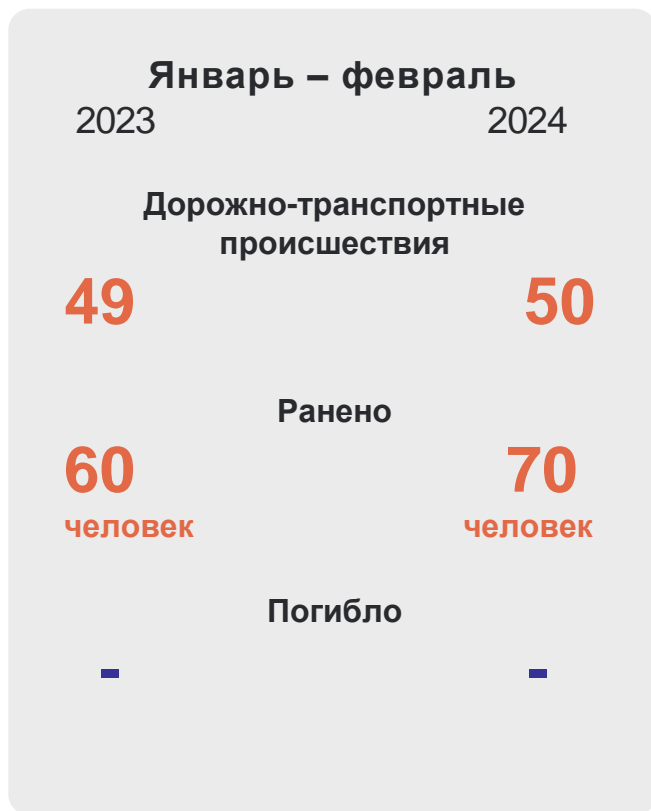 Январь – февраль
2023 2024
Дорожно-транспортные
происшествия
49 50
Ранено
60 70
человек человек
Погибло
- -